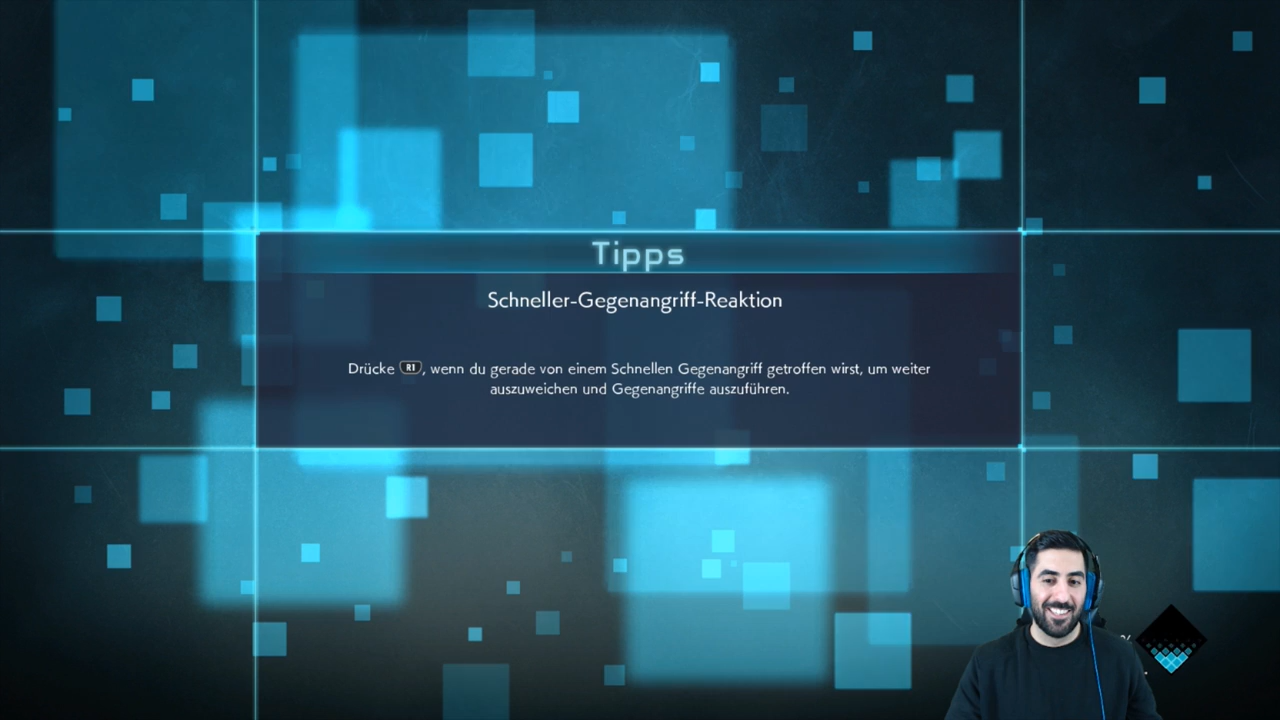 Tipps
Schneller-Gegenangriff-Reaktion
Drücke R1, wenn du gerade von einem Schnellen Gegenangriff getroffen wirst, um weiter
auszuweichen und Gegenangriffe auszuführen.
%